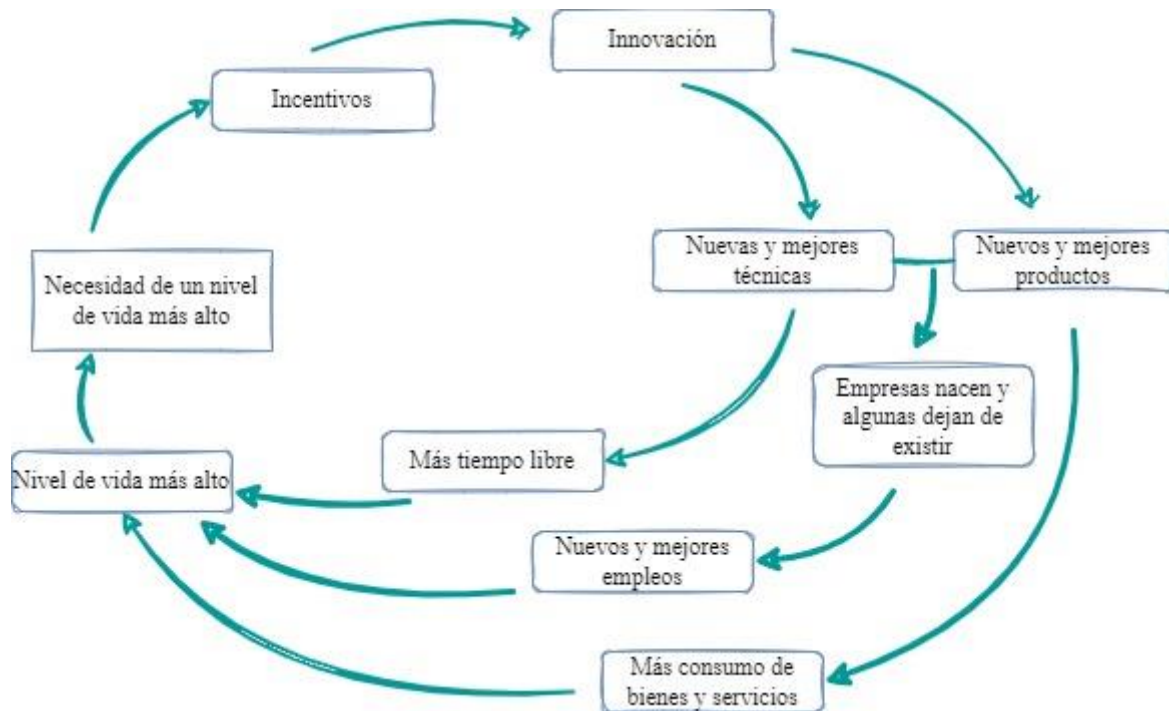 Innovación
Incentivos
Nuevas y mejores
técnicas
Nuevos y mejores
productos
Necesidad de un nivel
de vida más alto
Empresas nacen y
algunas dejan de
existir
Más tiempo libre
Nivel de vida más alto
Nuevos y mejores
empleos
Más consumo de
bienes y servicios